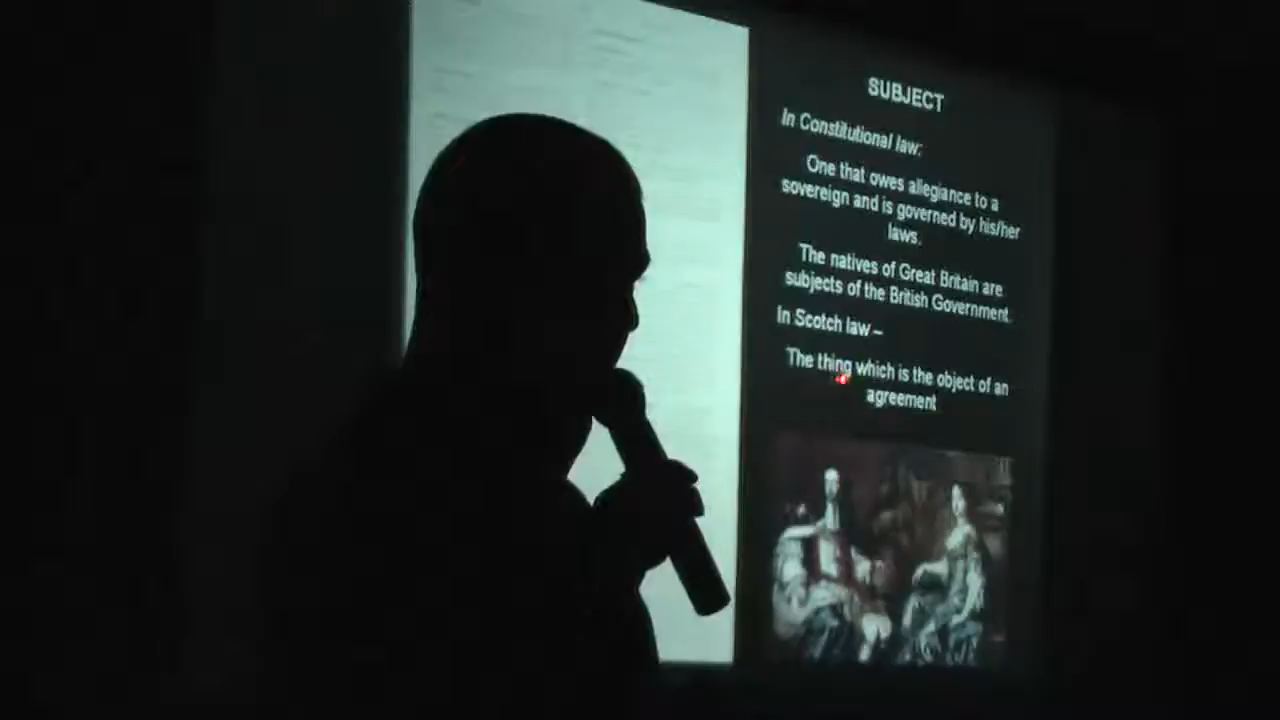 SUBJECT
In Constitutional law:
One that owes allegiance to a
sovereign and is governed by his/her
laws.
The natives of Great Britain are
subjects of the British Government.
In Scotch law –
The thing which is the object of an
agreement